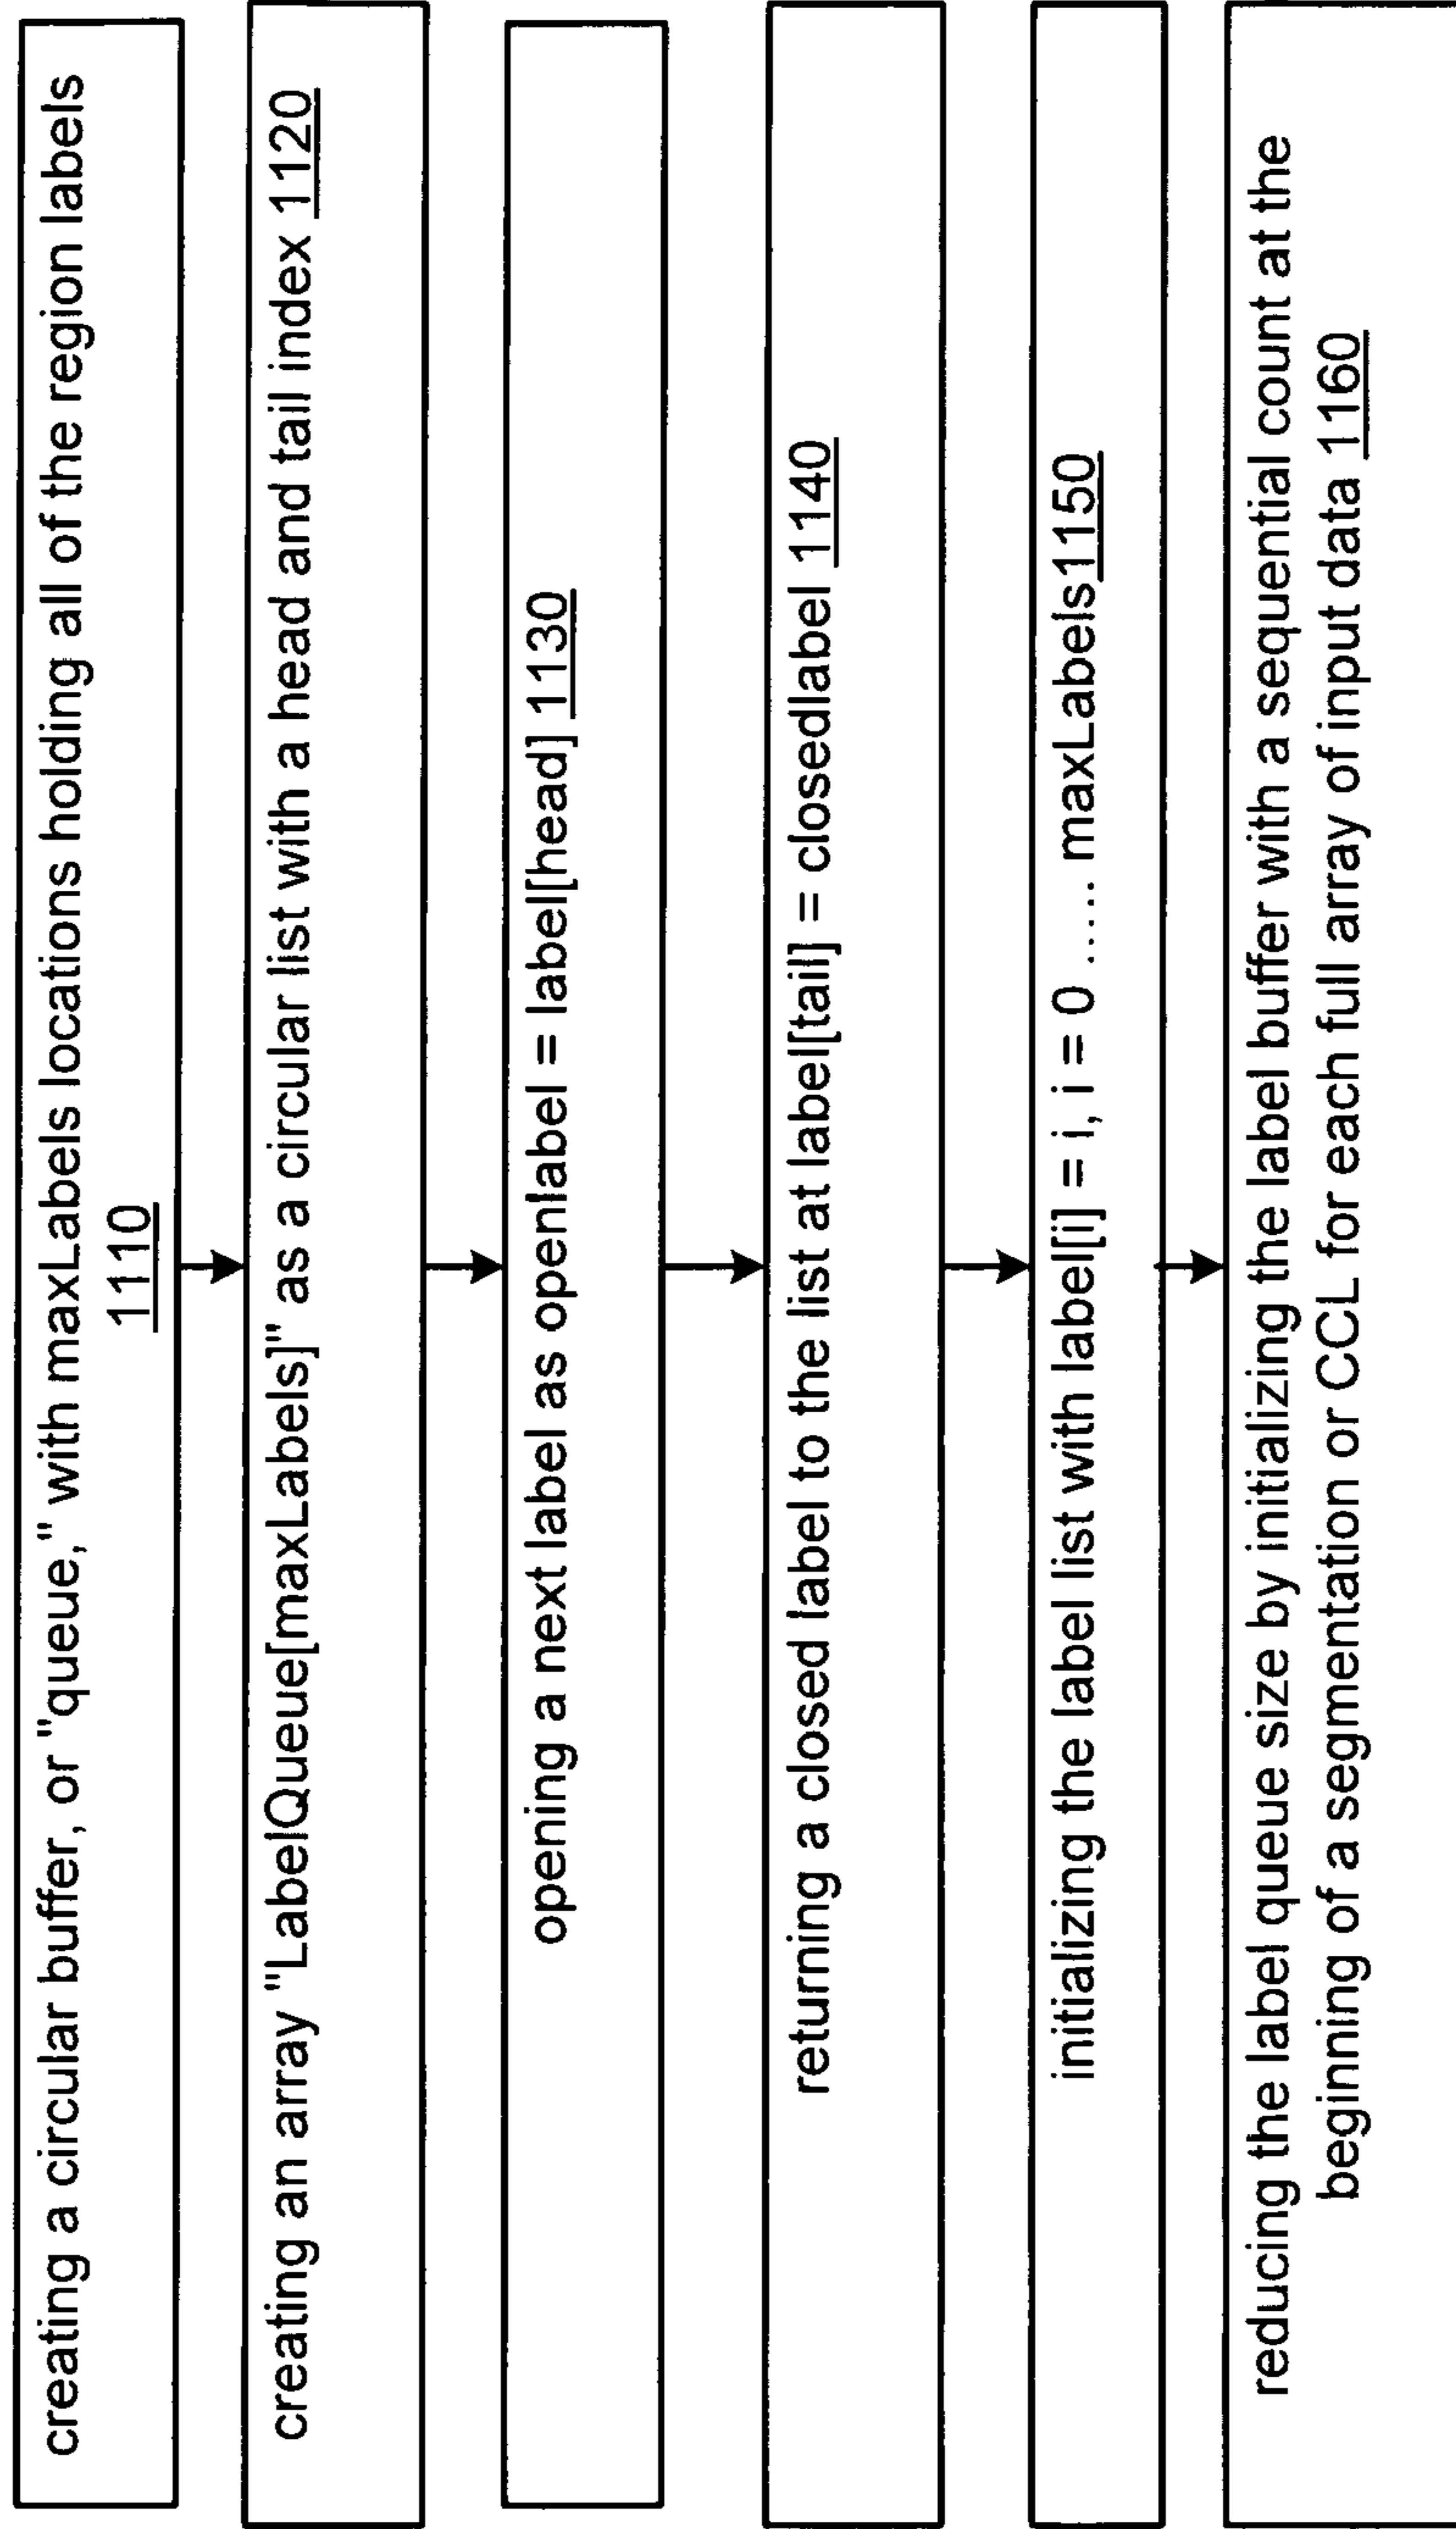 creating a circular buffer, or "queue," with maxLabels locations holding all of the region labels
1110
creating an array "LabelQueue[maxLabels]" as a circular list with a head and tail index 1120
opening a next label as openlabel = label[head] 1130
returning a closed label to the list at label[tail] = closedlabel 1140
initializing the label list with label[i] = i, i = 0 ..... maxLabels1150
reducing the label queue size by initializing the label buffer with a sequential count at the
beginning of a segmentation or CCL for each full array of input data 1160